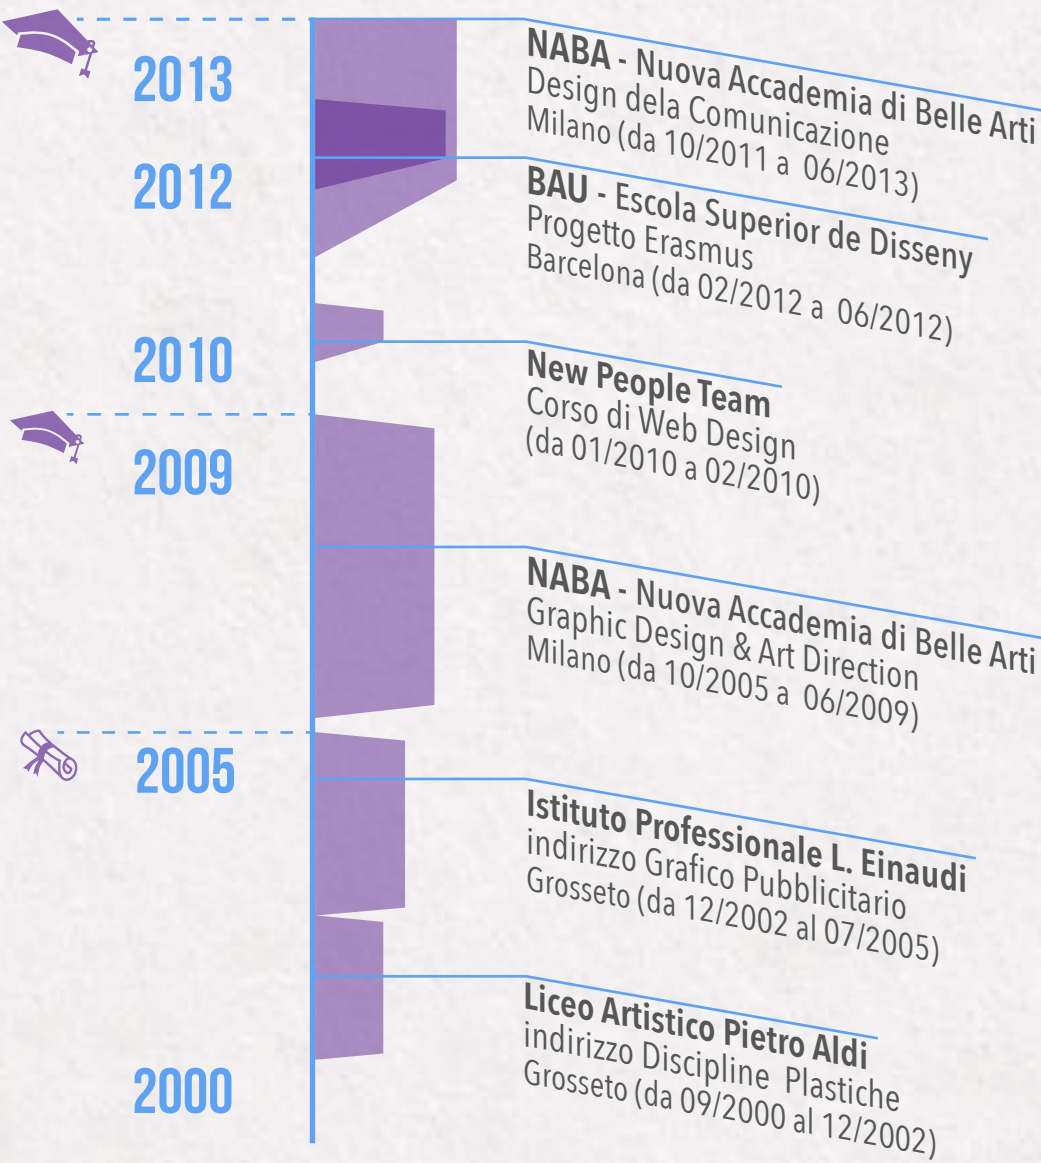 2013
NABA - Nuova Accademia di Belle Arti
Design dela Comunicazione
Milano (da 10/2011 a 06/2013)
2012
BAU - Escola Superior de Disseny
Progetto Erasmus
Barcelona (da 02/2012 a 06/2012)
2010
New People Team
Corso di Web Design
(da 01/2010 a 02/2010)
2009
NABA - Nuova Accademia di Belle Arti
Graphic Design & Art Direction
Milano (da 10/2005 a 06/2009)
2005
Istituto Professionale L. Einaudi
indirizzo Grafico Pubblicitario
Grosseto (da 12/2002 al 07/2005)
Liceo Artistico Pietro Aldi
indirizzo Discipline Plastiche
Grosseto (da 09/2000 al 12/2002)
2000